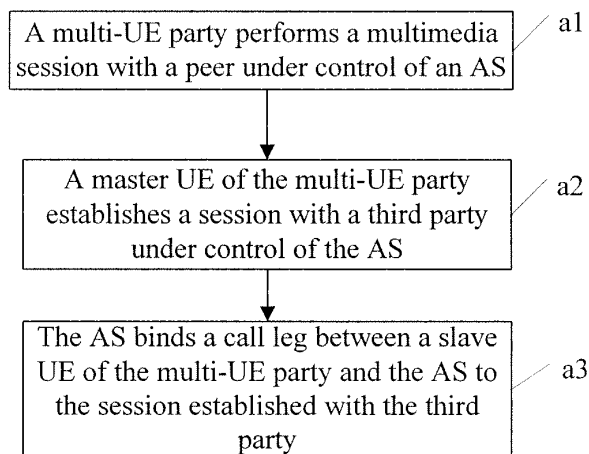 A multi-UE party performs a multimedia
session with a peer under control of an AS
a1
A master UE of the multi-UE party
establishes a session with a third party
under control of the AS
a2
The AS binds a call leg between a slave
UE of the multi-UE party and the AS to
the session established with the third
party
a3